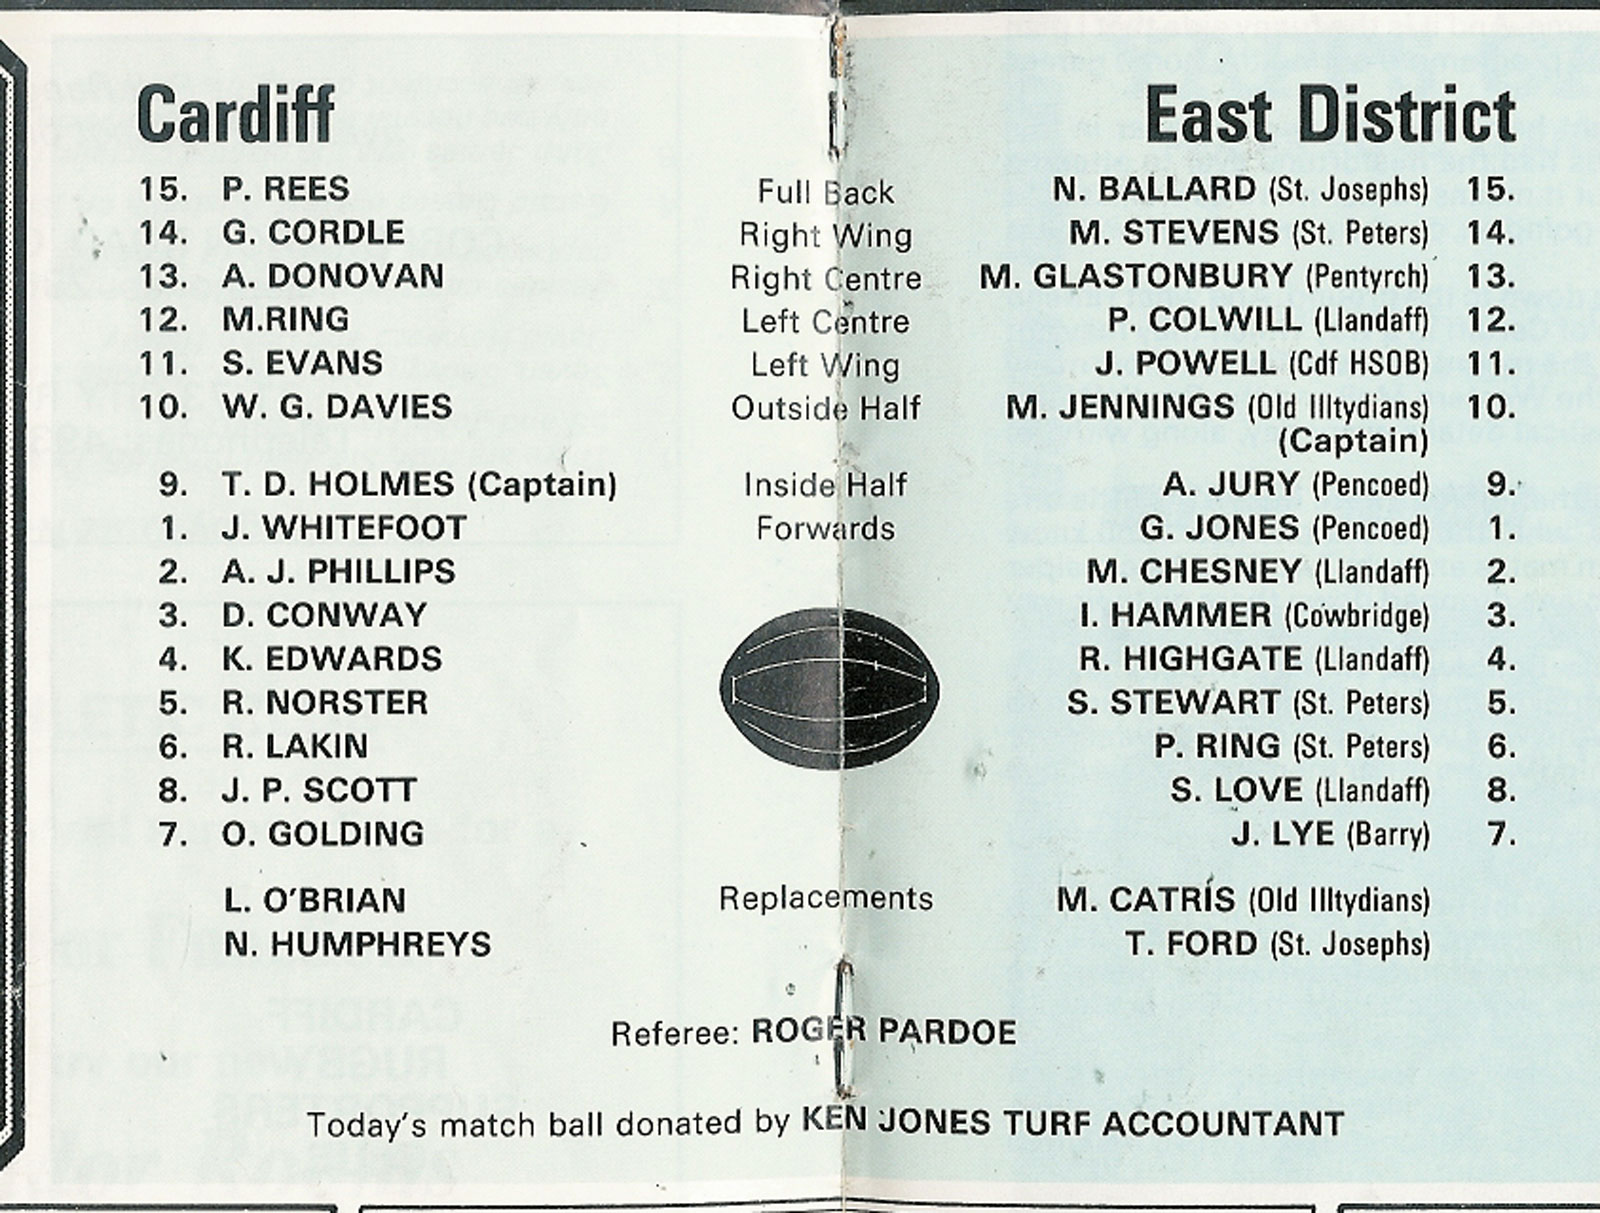 Cardiff East District
15. P. REES Full Back N. BALLARD (St. Josephs) 15.
14. G. CORDLE Right Wing M. STEVENS (St. Peters) 14.
13. A. DONOVAN Right Centre M. GLASTONBURY (Pentyrch) 13.
12. M.RING Left Centre P. COLWILL (Llandaff) 12.
11. S. EVANS Left Wing J. POWELL (Cdf HSOB) 11.
10. W. G. DAVIES Outside Half M. JENNINGS (Old Illtydians) 10.
(Captain)
9. T. D. HOLMES (Captain) Inside Half A. JURY (Pencoed) 9.
1. J. WHITEFOOT Forwards G. JONES (Pencoed) 1.
2. A. J. PHILLIPS M. CHESNEY (Llandaff) 2.
3. D. CONWAY I. HAMMER (Cowbridge) 3.
4. K. EDWARDS R. HIGHGATE (Llandaff) 4.
5. R. NORSTER S. STEWART (St. Peters) 5.
6. R. LAKIN P. RING (St. Peters) 6.
8. J. P. SCOTT S. LOVE (Llandaff) 8.
7. O. GOLDING J. LYE (Barry) 7.
L. O'BRIAN Replacements M. CATRIS (Old Illtydians)
N. HUMPHREYS T. FORD (St. Josephs)
Referee: ROGER PARDOE
Today's match ball donated by KEN JONES TURF ACCOUNTANT